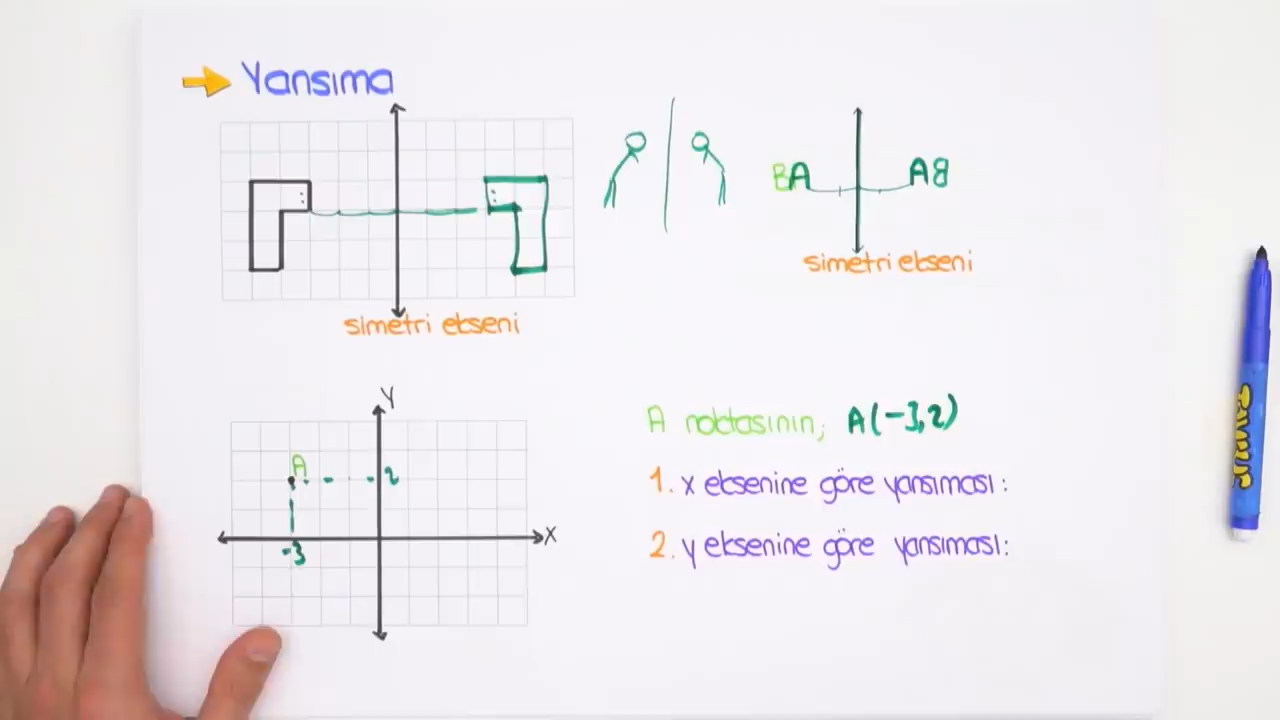 Yansıma
BA
AB
simetri ekseni
simetri ekseni
Y
A
2
X
-3
A noktasının; A(-3,2)
1. x eksenine göre yansıması:
2. y eksenine göre yansıması: